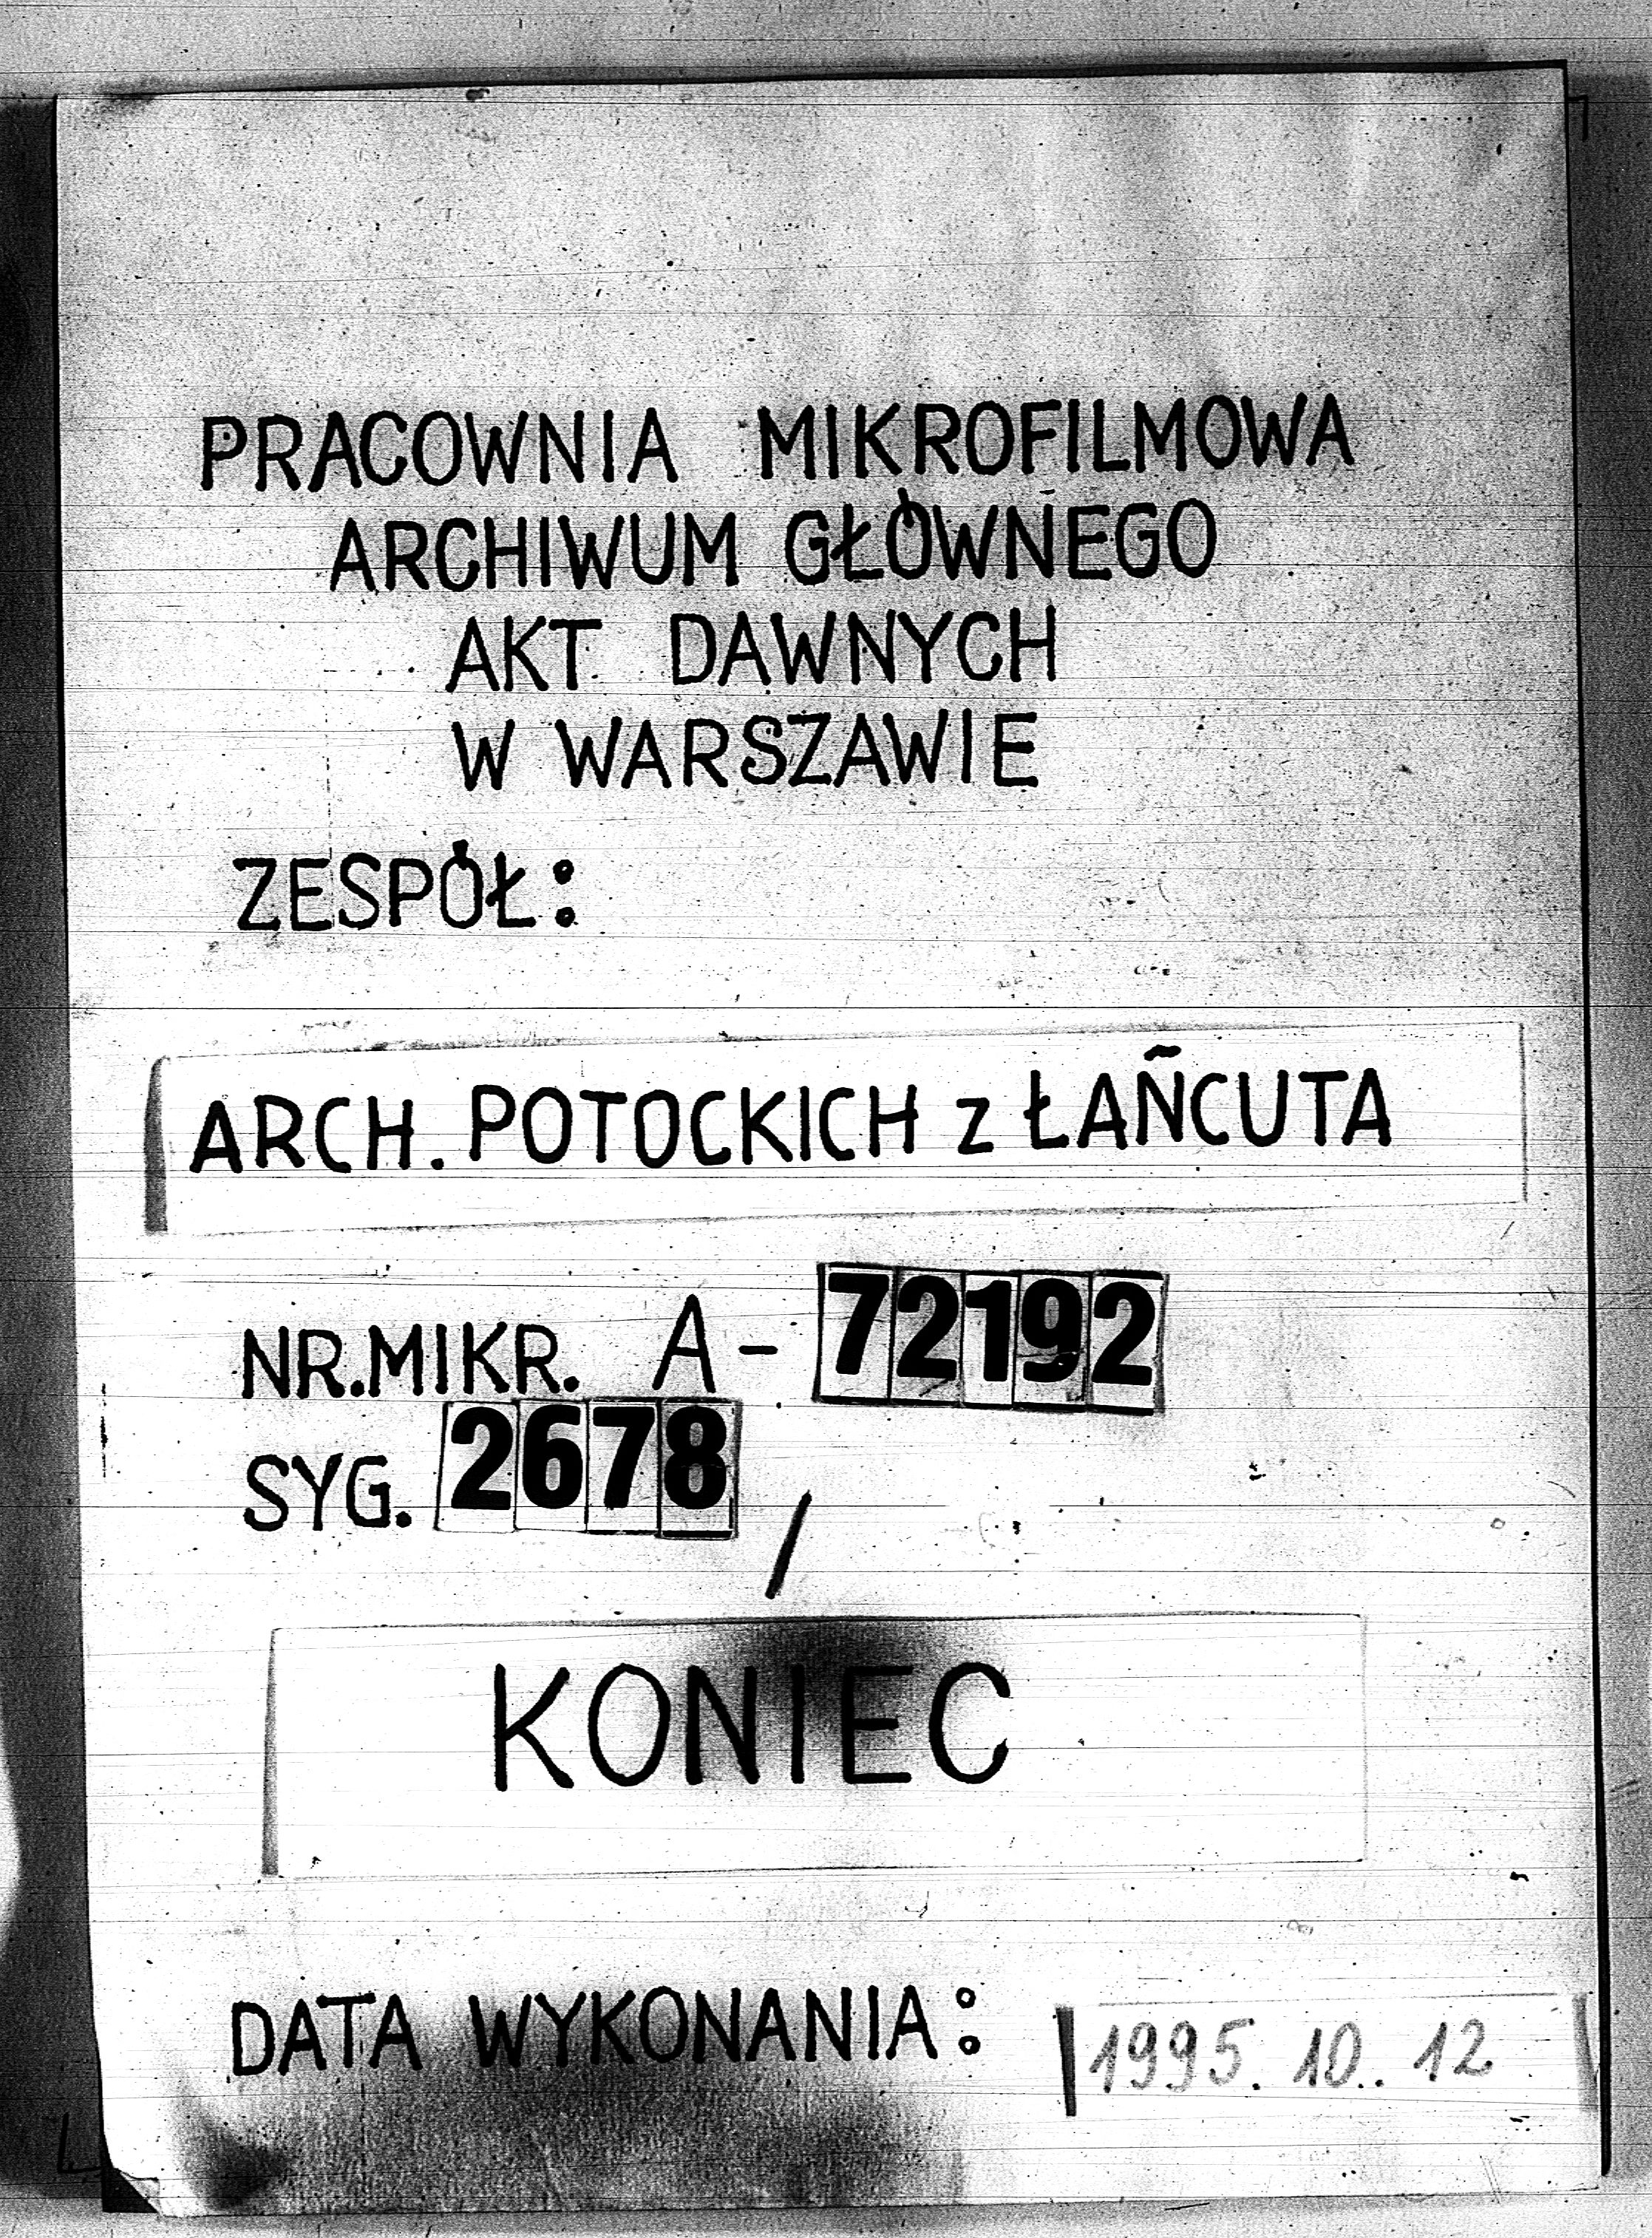 PRACOWNIA MIKROFILMOWA
ARCHIWUM GŁÓWNEGO
AKT DAWNYCH
W WARSZAWIE
ZESPÓŁ:
ARCH. POTOCKICH z ŁAŃCUTA
NR.MIKR. A-72192
SYG. 2678 /
KONIEC
DATA WYKONANIA: 1995. 10.. 12